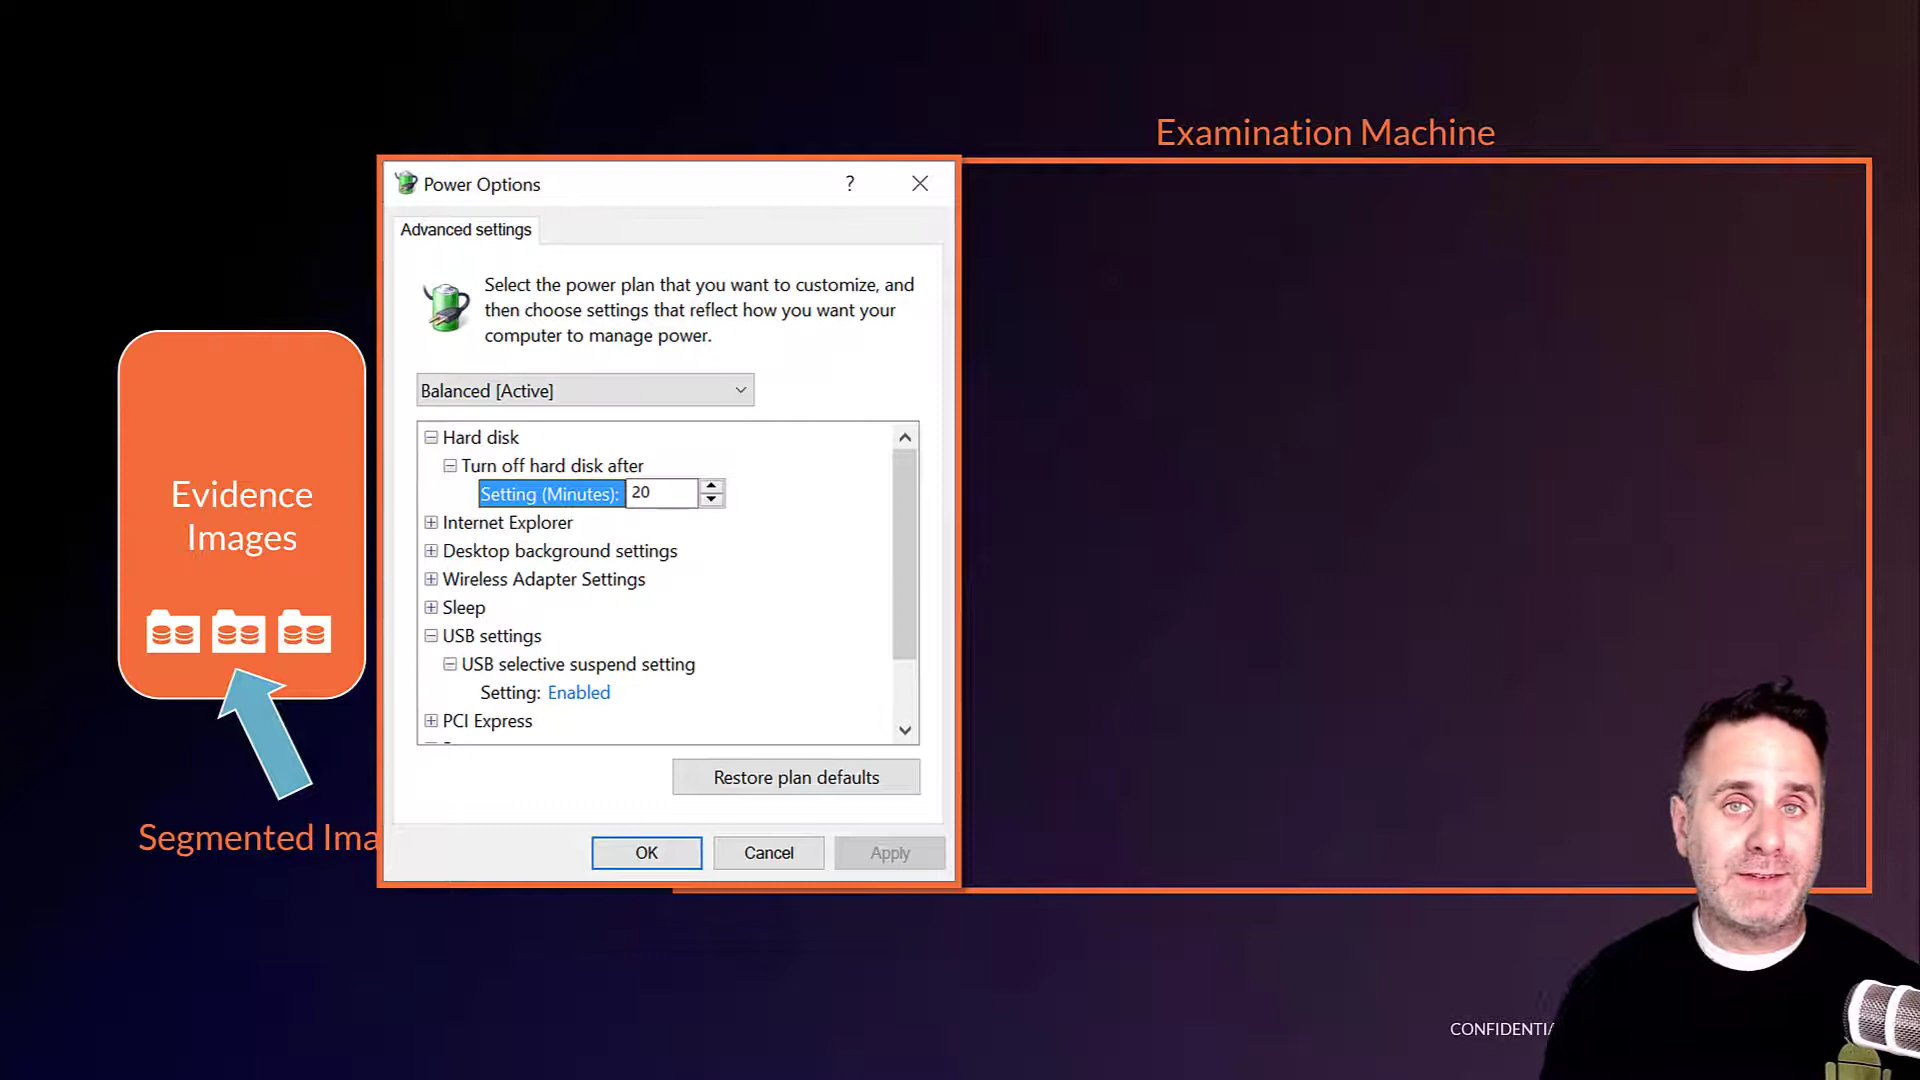 Examination Machine
Power Options
?
Advanced settings
Select the power plan that you want to customize, and
then choose settings that reflect how you want your
computer to manage power.
Balanced [Active]
Hard disk
Turn off hard disk after
Setting (Minutes): 20
Internet Explorer
Desktop background settings
Wireless Adapter Settings
Sleep
USB settings
USB selective suspend setting
Setting: Enabled
PCI Express
Restore plan defaults
OK
Cancel
Apply
Evidence
Images
Segmented Ima
CONFIDENTIA